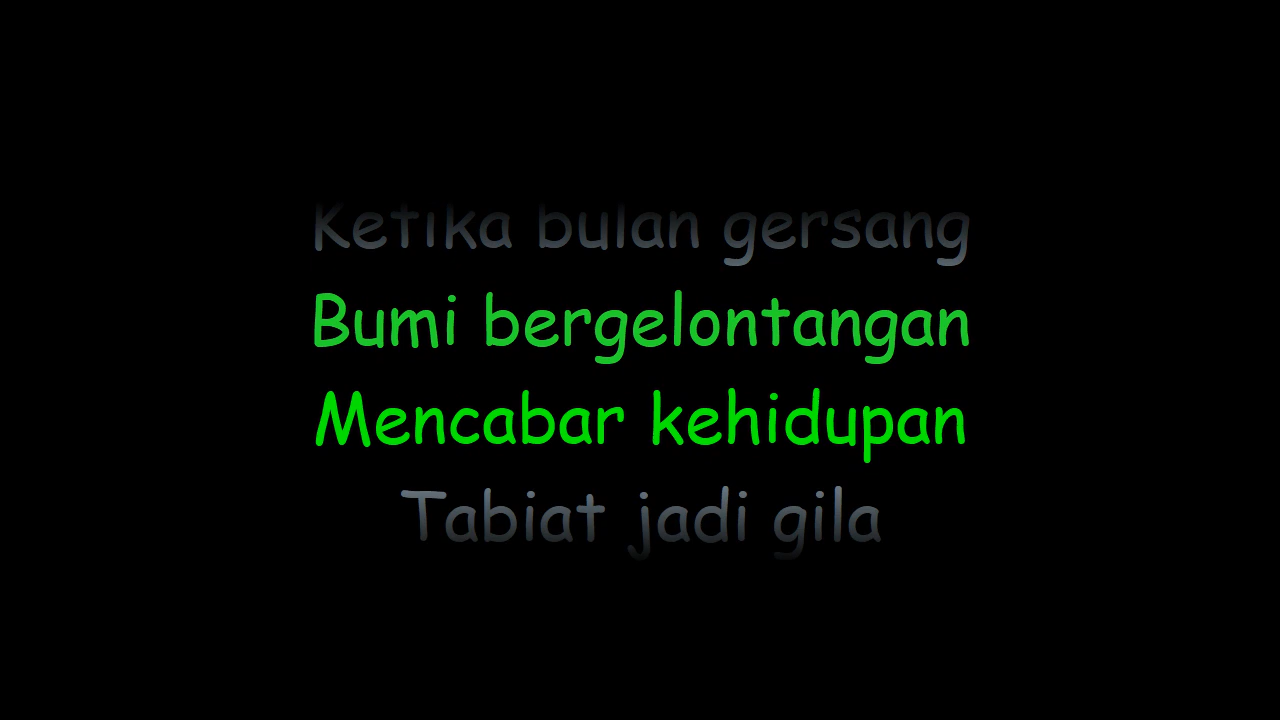 Ketika bulan gersang
Bumi bergelontangan
Mencabar kehidupan
Tabiat jadi gila